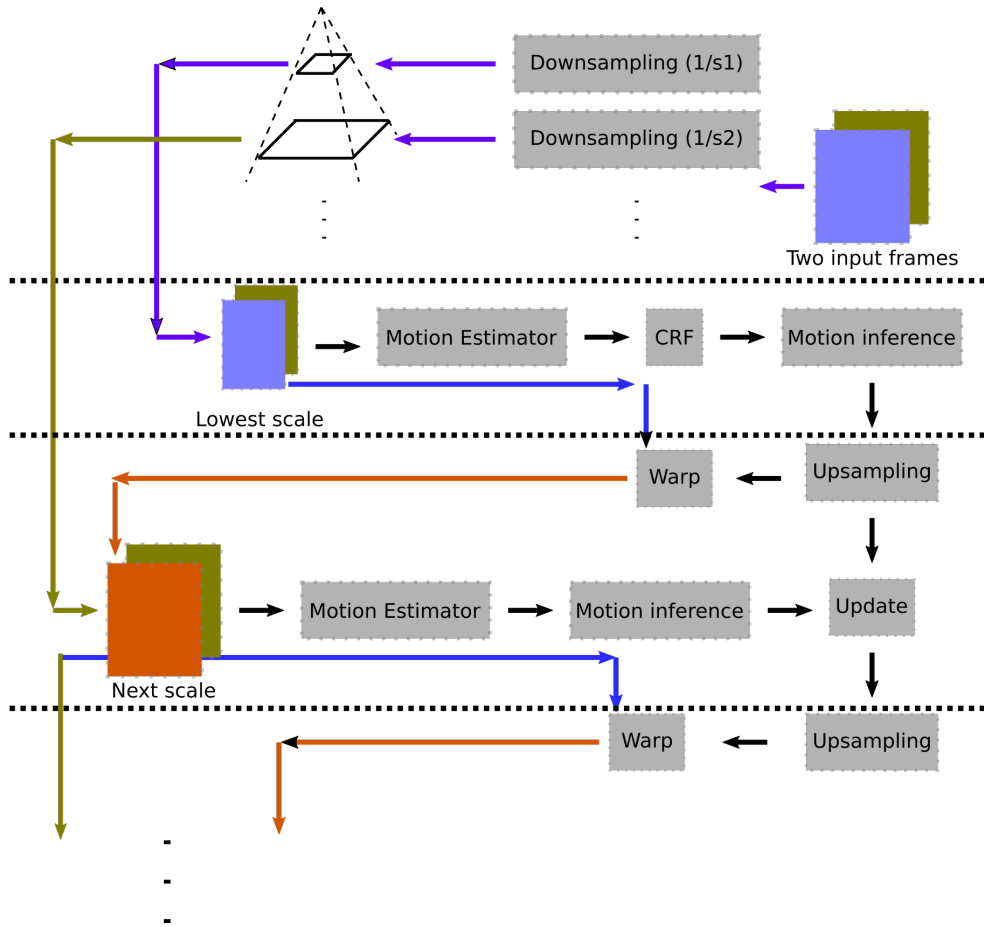 Downsampling (1/s1)
Downsampling (1/s2)
Two input frames
Motion Estimator
CRF
Motion inference
Lowest scale
Warp
Upsampling
Motion Estimator
Motion inference
Update
Next scale
Warp
Upsampling